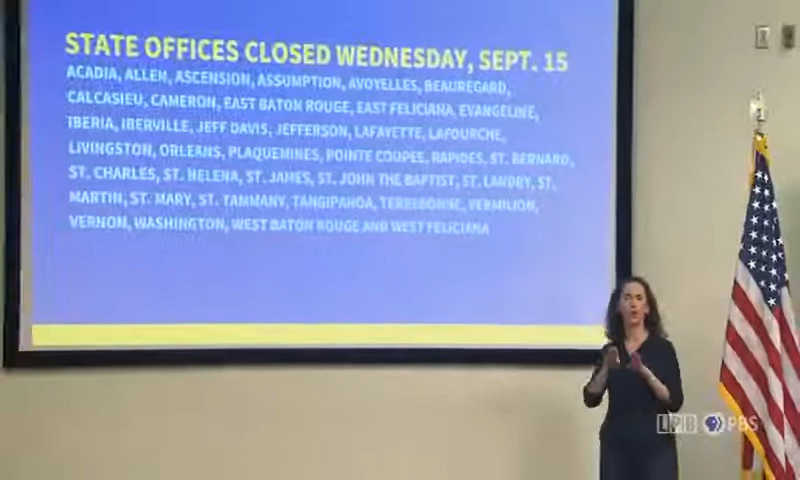 STATE OFFICES CLOSED WEDNESDAY, SEPT. 15
ACADIA, ALLEN, ASCENSION, ASSUMPTION, AVOYELLES, BEAUREGARD,
CALCASIEU, CAMERON, EAST BATON ROUGE, EAST FELICIANA, EVANGELINE,
IBERIA, IBERVILLE, JEFF DAVIS, JEFFERSON, LAFAYETTE, LAFOURCHE,
LIVINGSTON, ORLEANS, PLAQUEMINES, POINTE COUPEE, RAPIDES, ST. BERNARD,
ST. CHARLES, ST. HELENA, ST. JAMES, ST. JOHN THE BAPTIST, ST. LANDRY, ST.
MARTIN, ST. MARY, ST. TAMMANY, TANGIPAHOA, TERREBONNE, VERMILION,
VERNON, WASHINGTON, WEST BATON ROUGE AND WEST FELICIANA
LPB PBS